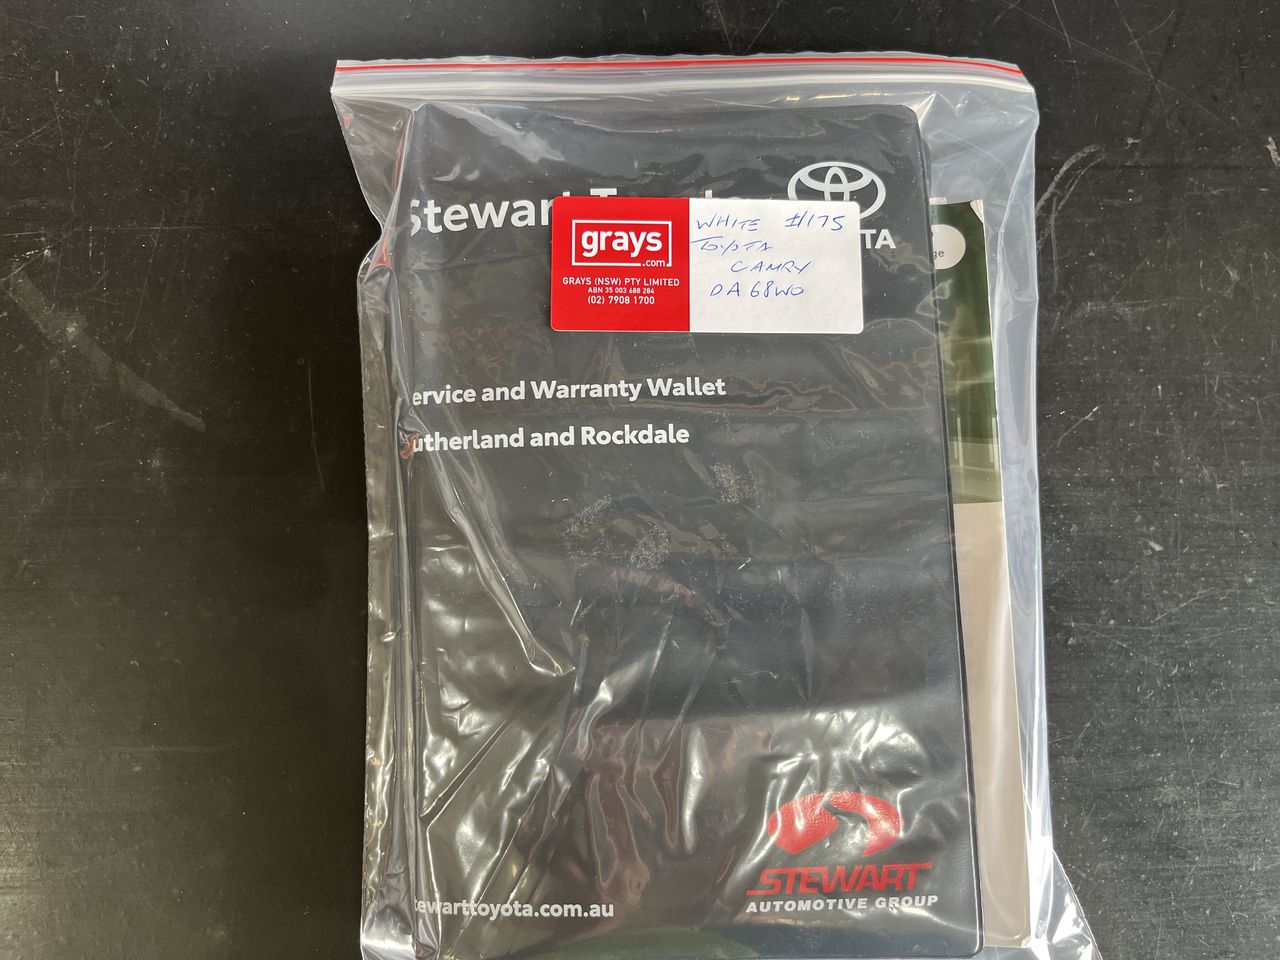 Stewart
TA
ge
grays
.com
GRAYS (NSW) PTY LIMITED
ABN 35 003 688 284
(02) 7908 1700
WHITE #175
TOYOTA
CAMRY
DA68WO
ervice and Warranty Wallet
utherland and Rockdale
STEWART
AUTOMOTIVE GROUP
tewarttoyota.com.au